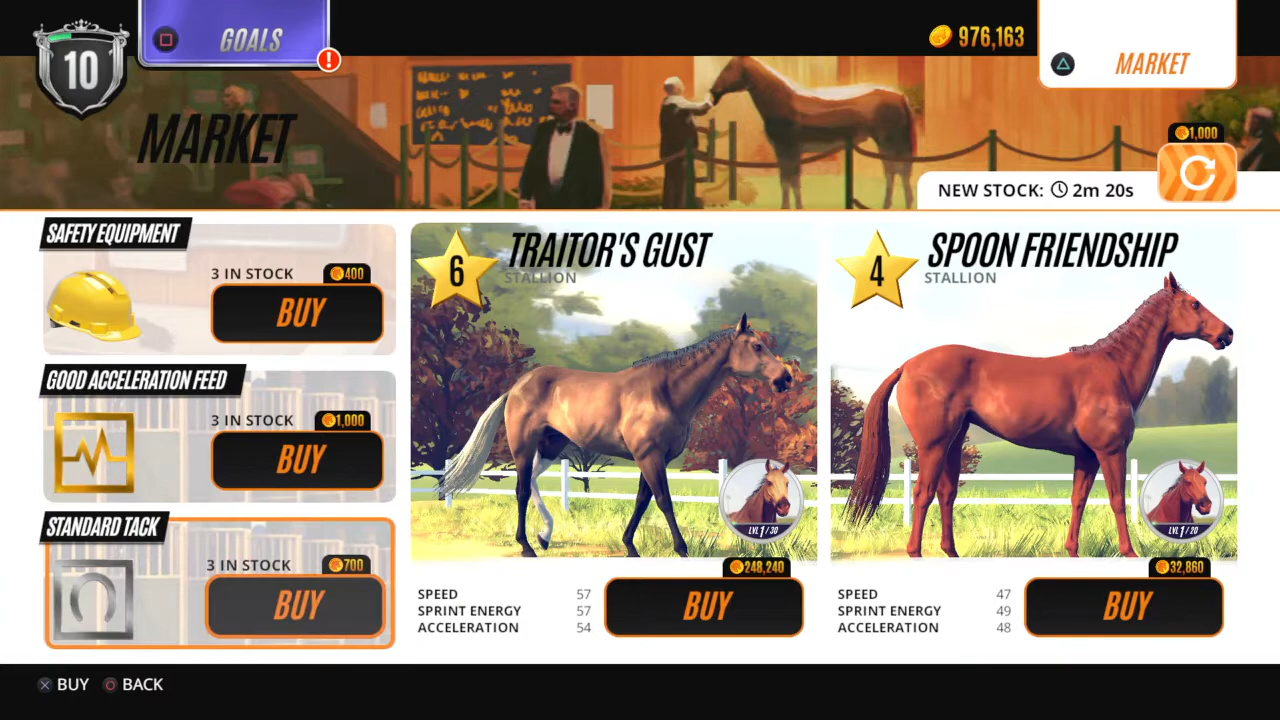 10
GOALS
!
976,163
MARKET
MARKET
1,000
NEW STOCK: 2m 20s
SAFETY EQUIPMENT
3 IN STOCK
400
BUY
GOOD ACCELERATION FEED
3 IN STOCK
1,000
BUY
STANDARD TACK
3 IN STOCK
700
BUY
6
TRAITOR'S GUST
STALLION
LVL 1/30
248,240
SPEED 57
SPRINT ENERGY 57
ACCELERATION 54
BUY
4
SPOON FRIENDSHIP
STALLION
LVL 1/20
32,860
SPEED 47
SPRINT ENERGY 49
ACCELERATION 48
BUY
BUY
BACK